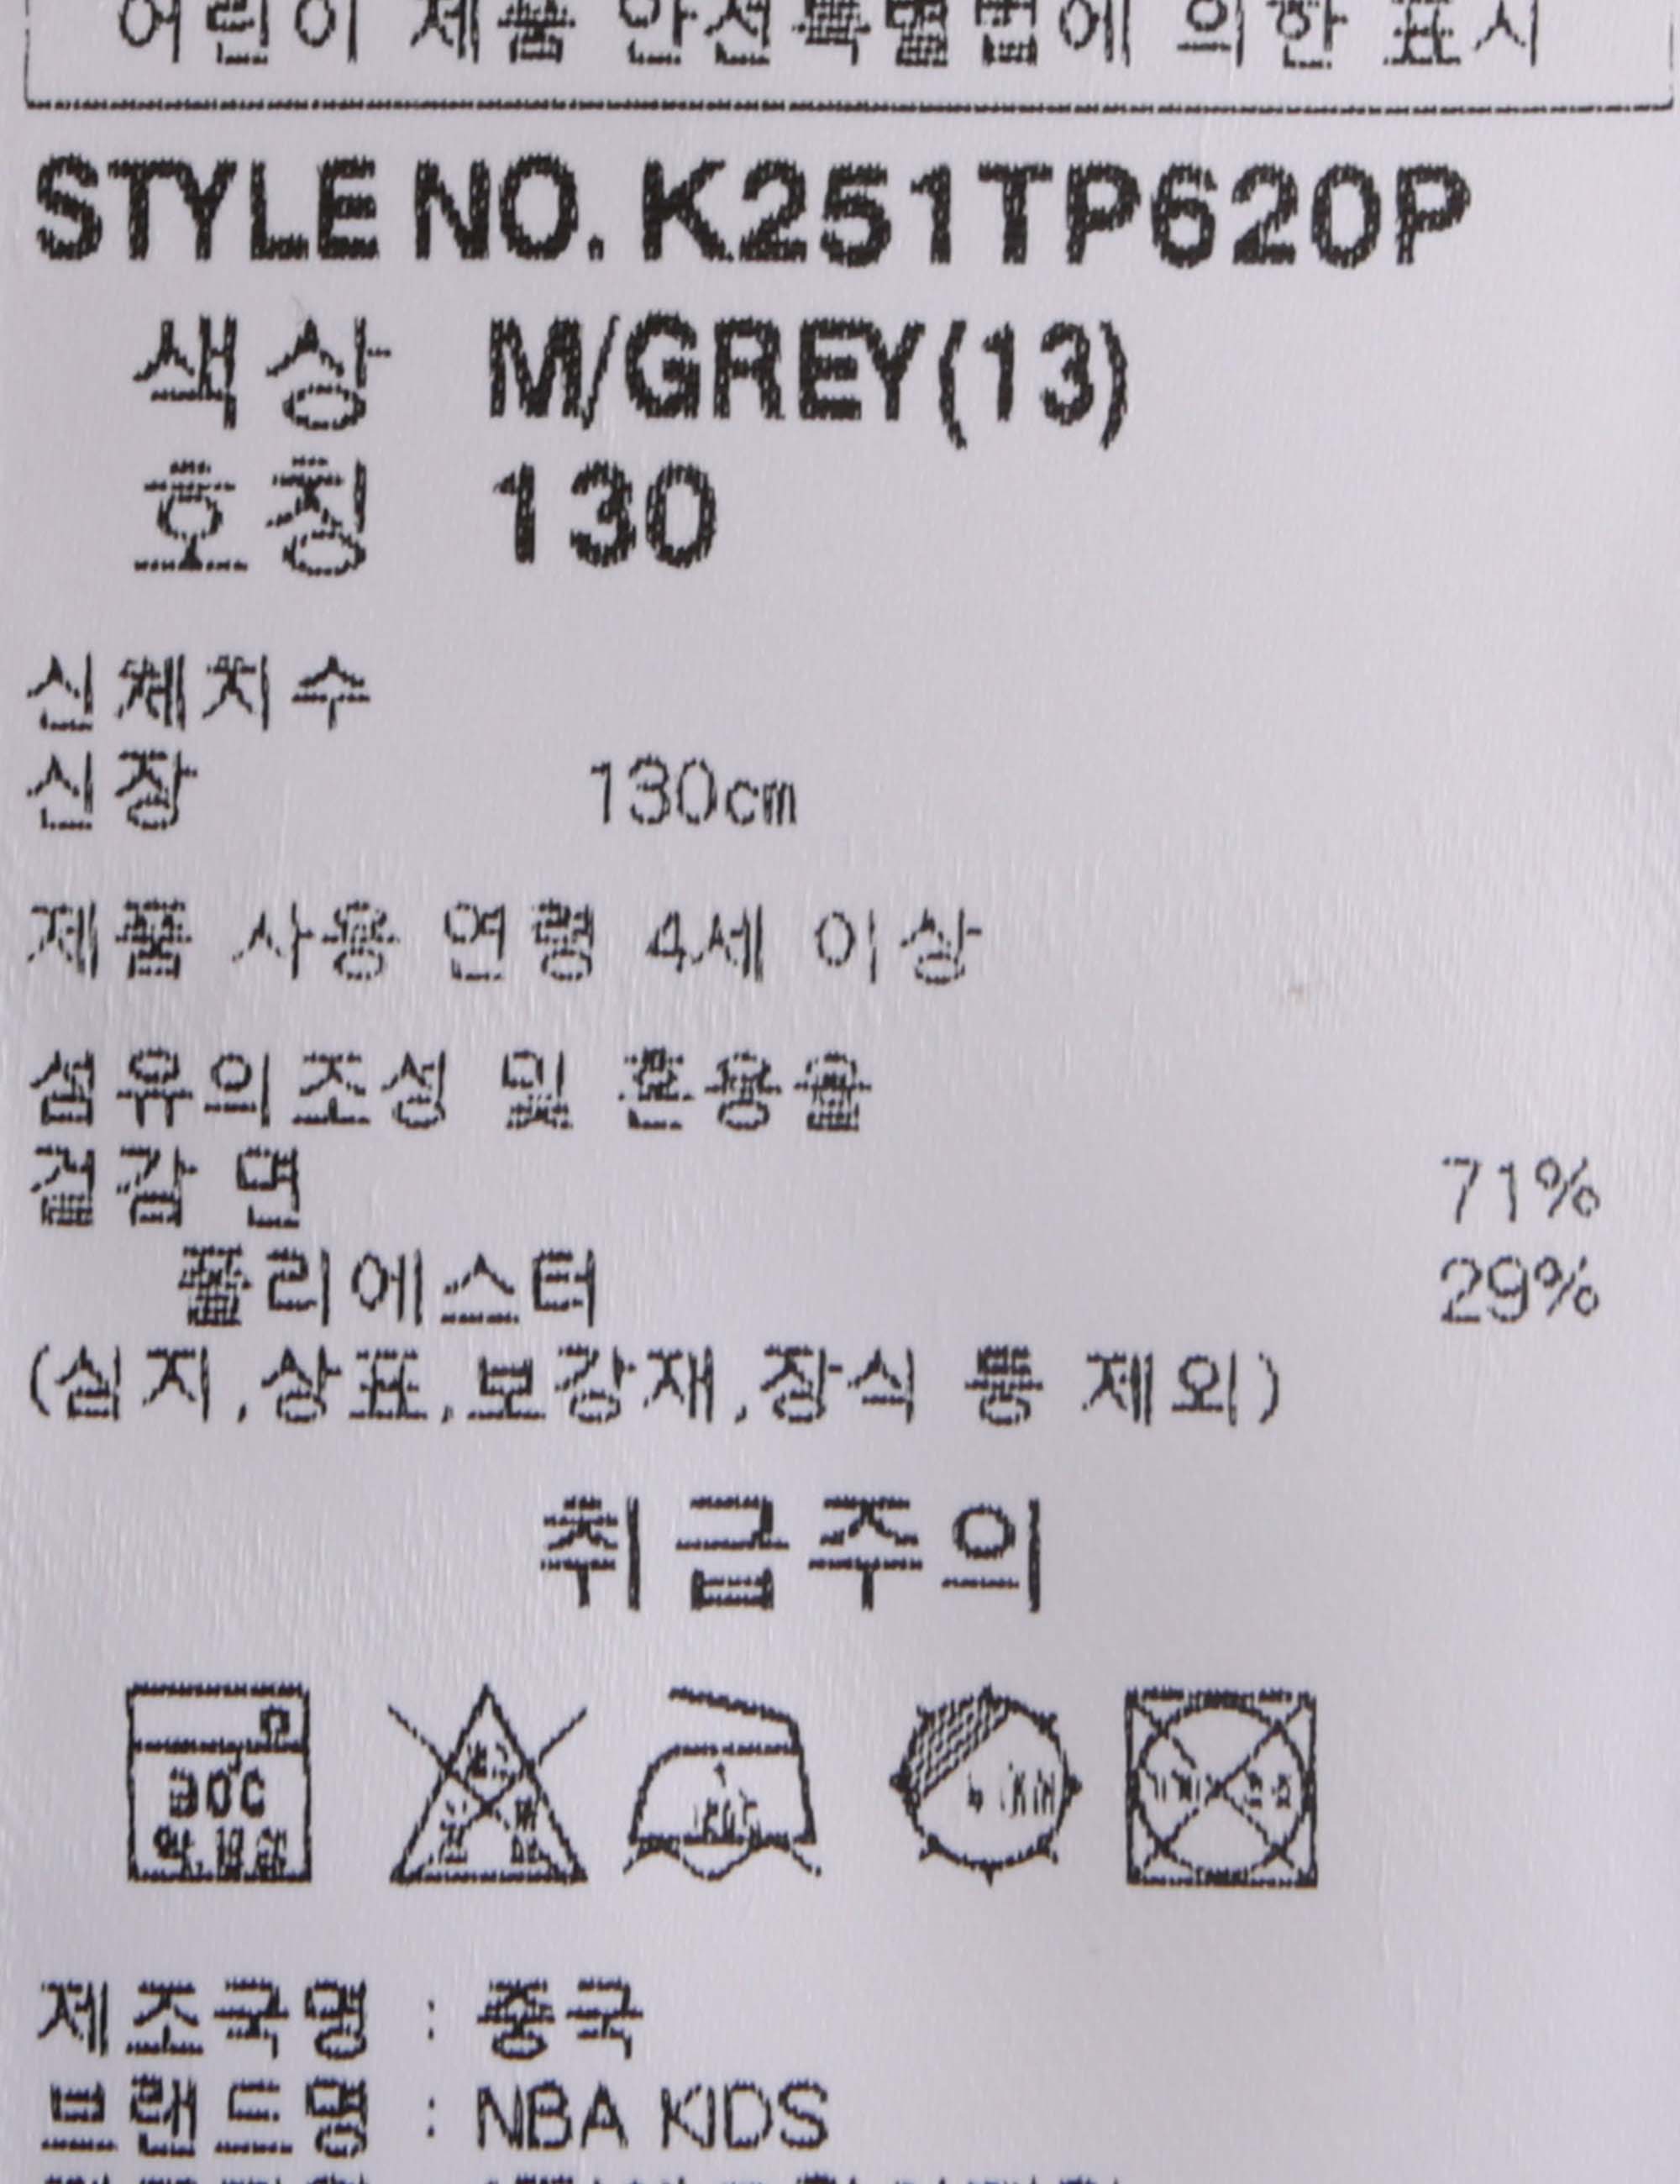 어린이 제품 안전특별법에 의한 표시
STYLE NO. K251TP620P
색상 M/GREY(13)
호칭 130
신체치수
신장 130cm
제품 사용 연령 4세 이상
섬유의조성 및 혼용율
겉감 면 71%
폴리에스터 29%
(심지,상표,보강재,장식 등 제외)
취급주의
30℃
제조국명 : 중국
브랜드명 : NBA KIDS